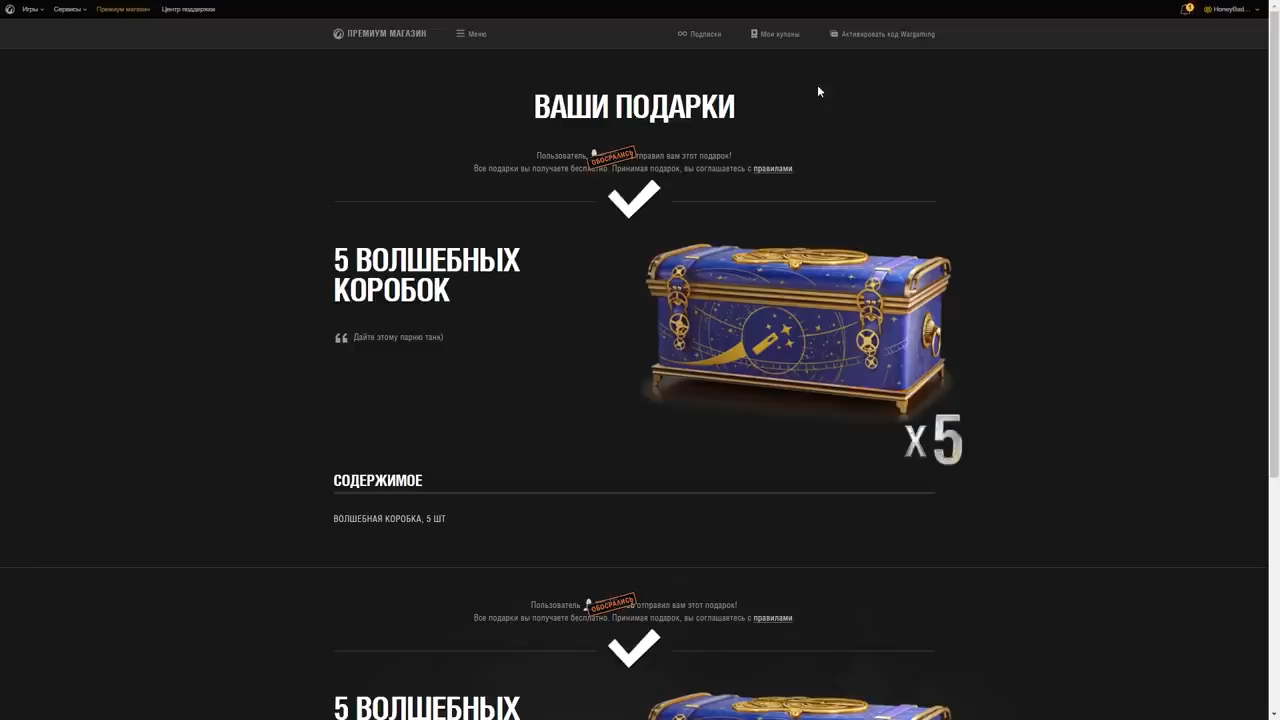 Игры
Сервисы
Премиум магазин
Центр поддержки
1
HoneyBad...
ПРЕМИУМ МАГАЗИН
Меню
Подписки
Мои купоны
Активировать код Wargaming
ВАШИ ПОДАРКИ
Пользователь ОБОСРАЛИСЬ тправил вам этот подарок!
Все подарки вы получаете бесплатно. Принимая подарок, вы соглашаетесь с правилами.
5 ВОЛШЕБНЫХ
КОРОБОК
Дайте этому парню танк)
x5
СОДЕРЖИМОЕ
ВОЛШЕБНАЯ КОРОБКА, 5 ШТ
Пользователь ОБОСРАЛИСЬ отправил вам этот подарок!
Все подарки вы получаете бесплатно. Принимая подарок, вы соглашаетесь с правилами.
5 ВОЛШЕБНЫХ